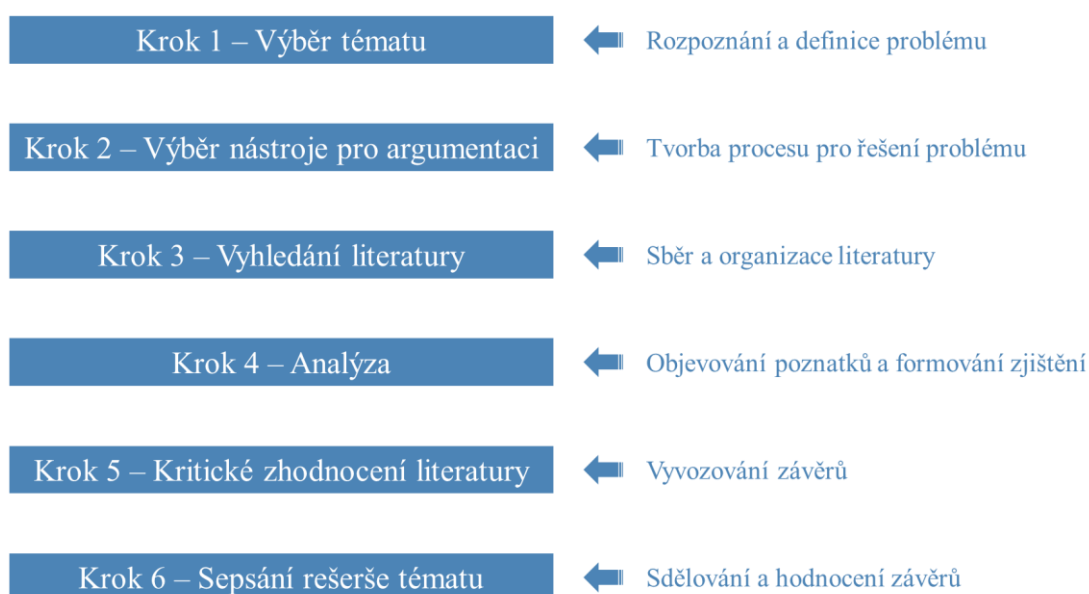 Krok 1 – Výběr tématu
Rozpoznání a definice problému
Krok 2 – Výběr nástroje pro argumentaci
Tvorba procesu pro řešení problému
Krok 3 – Vyhledání literatury
Sběr a organizace literatury
Krok 4 – Analýza
Objevování poznatků a formování zjištění
Krok 5 – Kritické zhodnocení literatury
Vyvozování závěrů
Krok 6 – Sepsání rešerše tématu
Sdělování a hodnocení závěrů